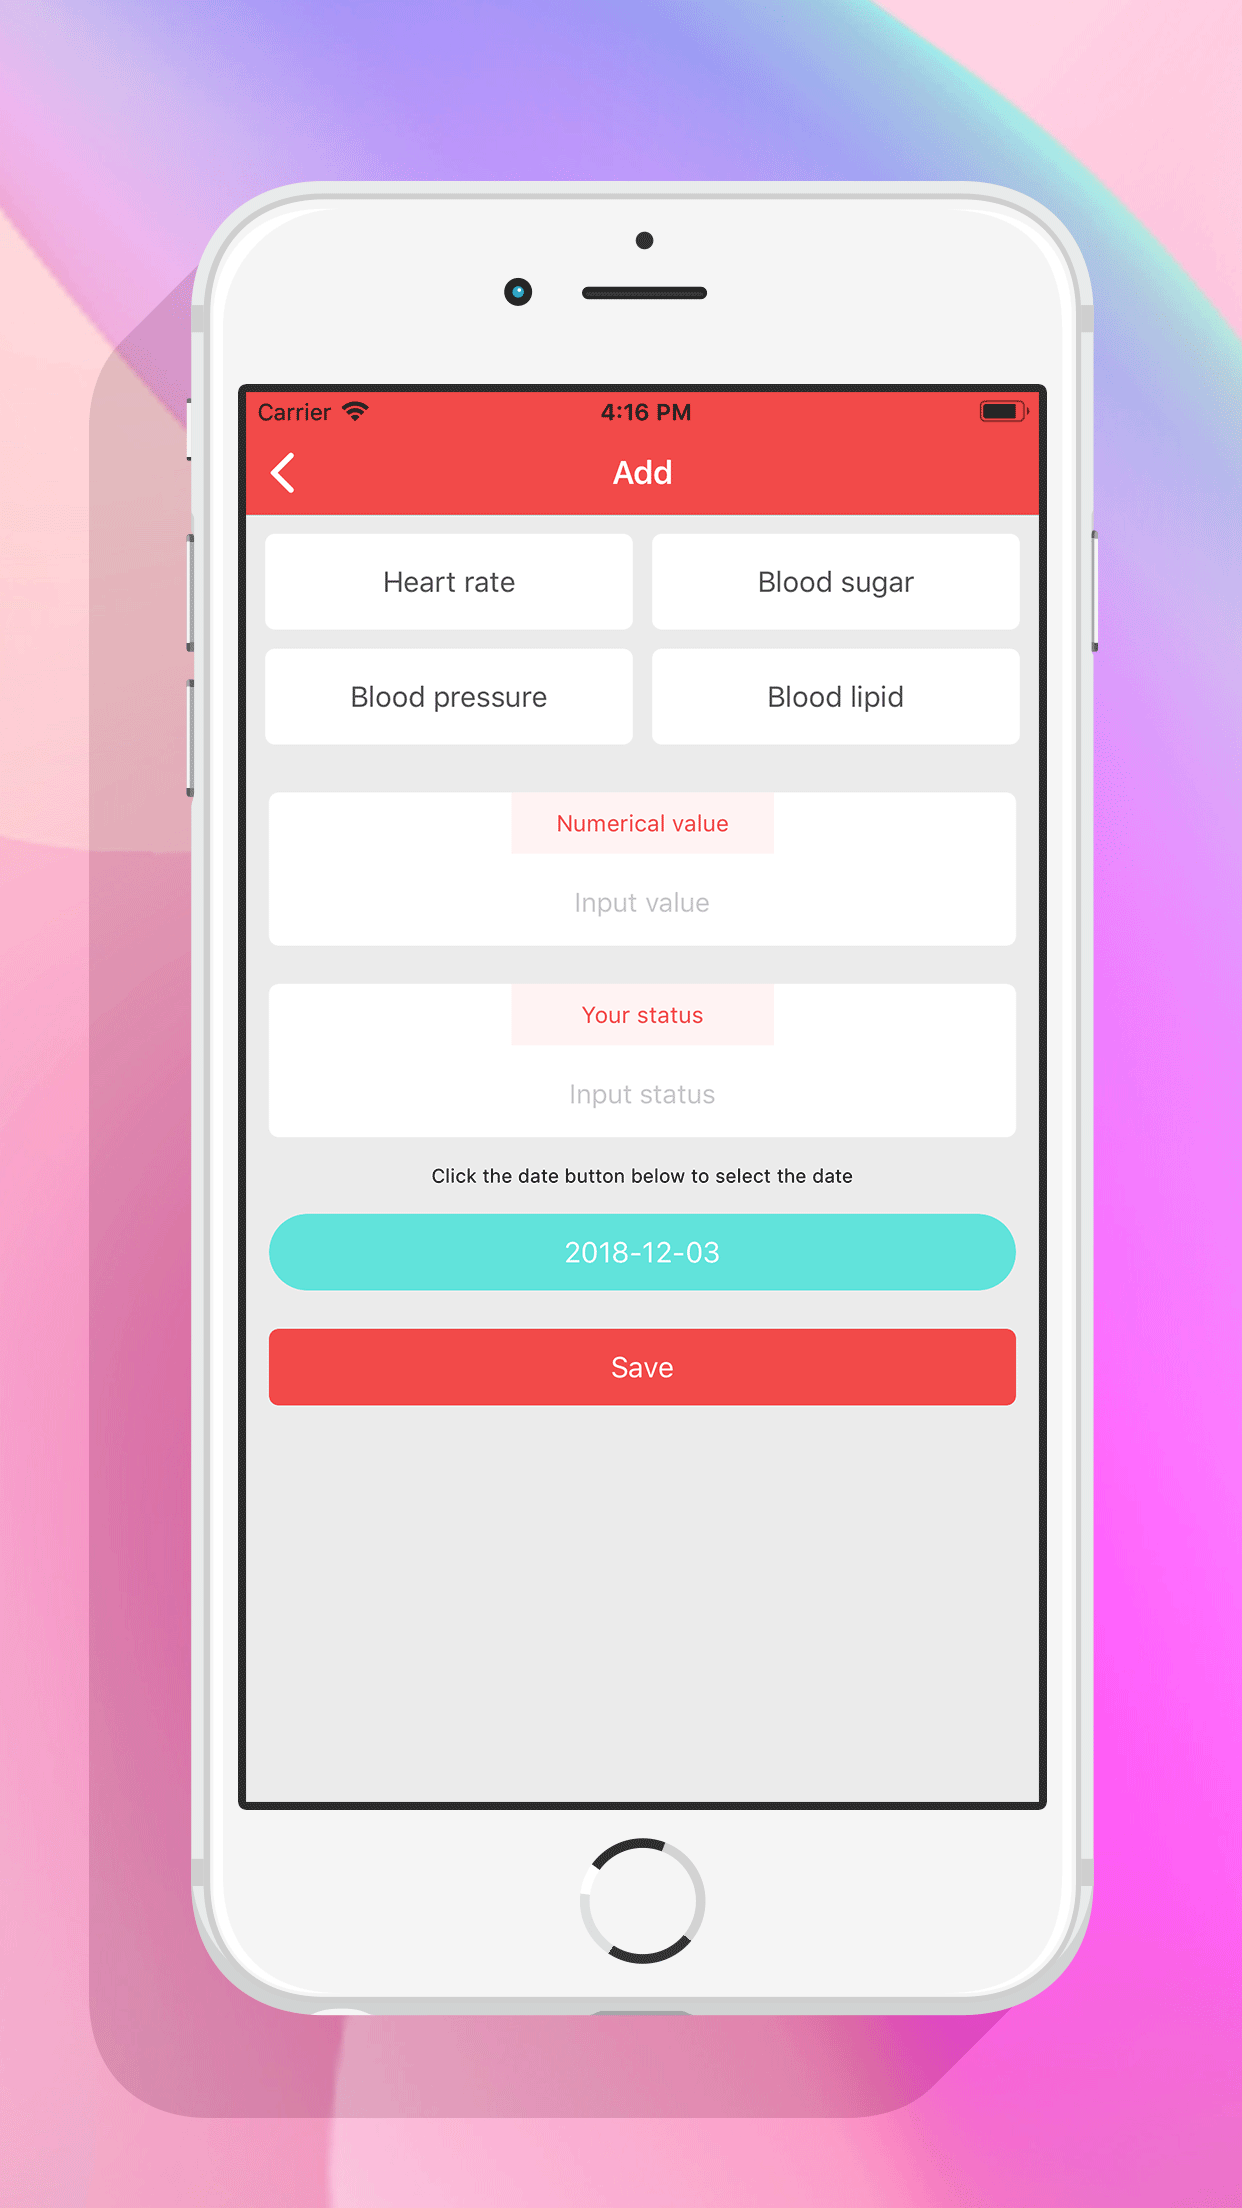 Carrier 4:16 PM
Add
Heart rate Blood sugar
Blood pressure Blood lipid
Numerical value
Input value
Your status
Input status
Click the date button below to select the date
2018-12-03
Save